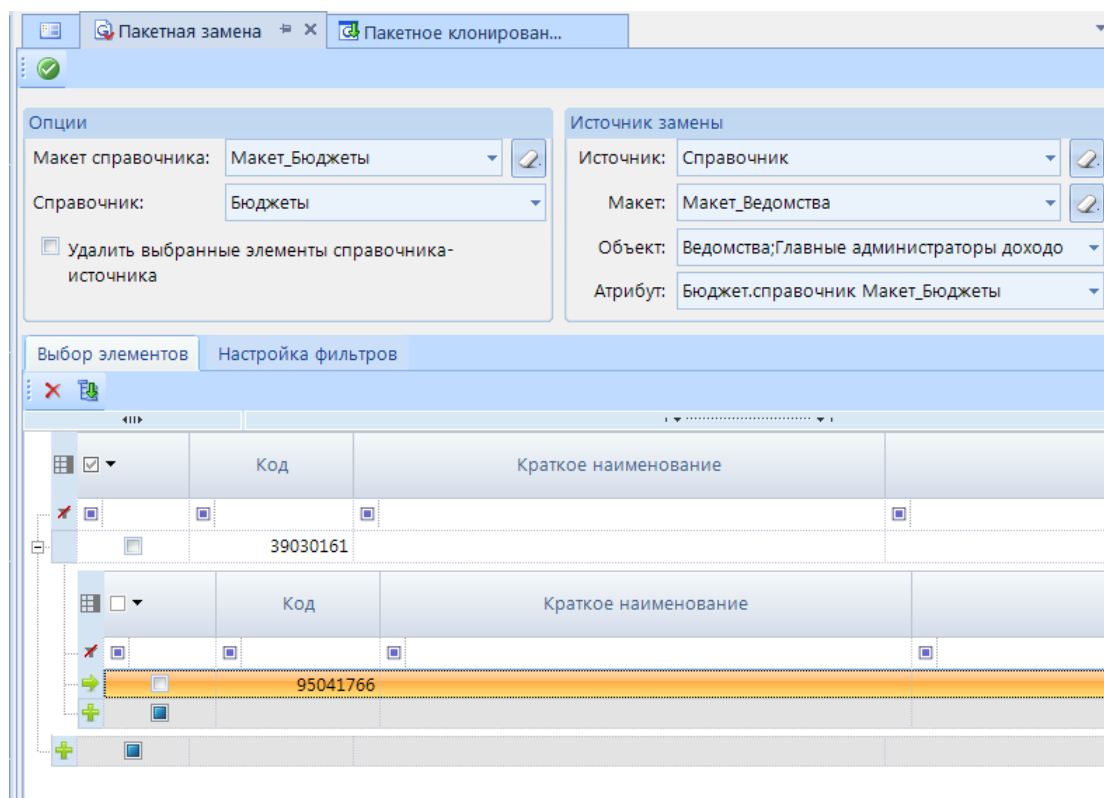 Пакетная замена
Пакетное клонирован...
Опции
Источник замены
Макет справочника: Макет_Бюджеты
Источник: Справочник
Справочник: Бюджеты
Макет: Макет_Ведомства
Удалить выбранные элементы справочника-
источника
Объект: Ведомства;Главные администраторы доходо
Атрибут: Бюджет.справочник Макет_Бюджеты
Выбор элементов
Настройка фильтров
Код
Краткое наименование
39030161
Код
Краткое наименование
95041766